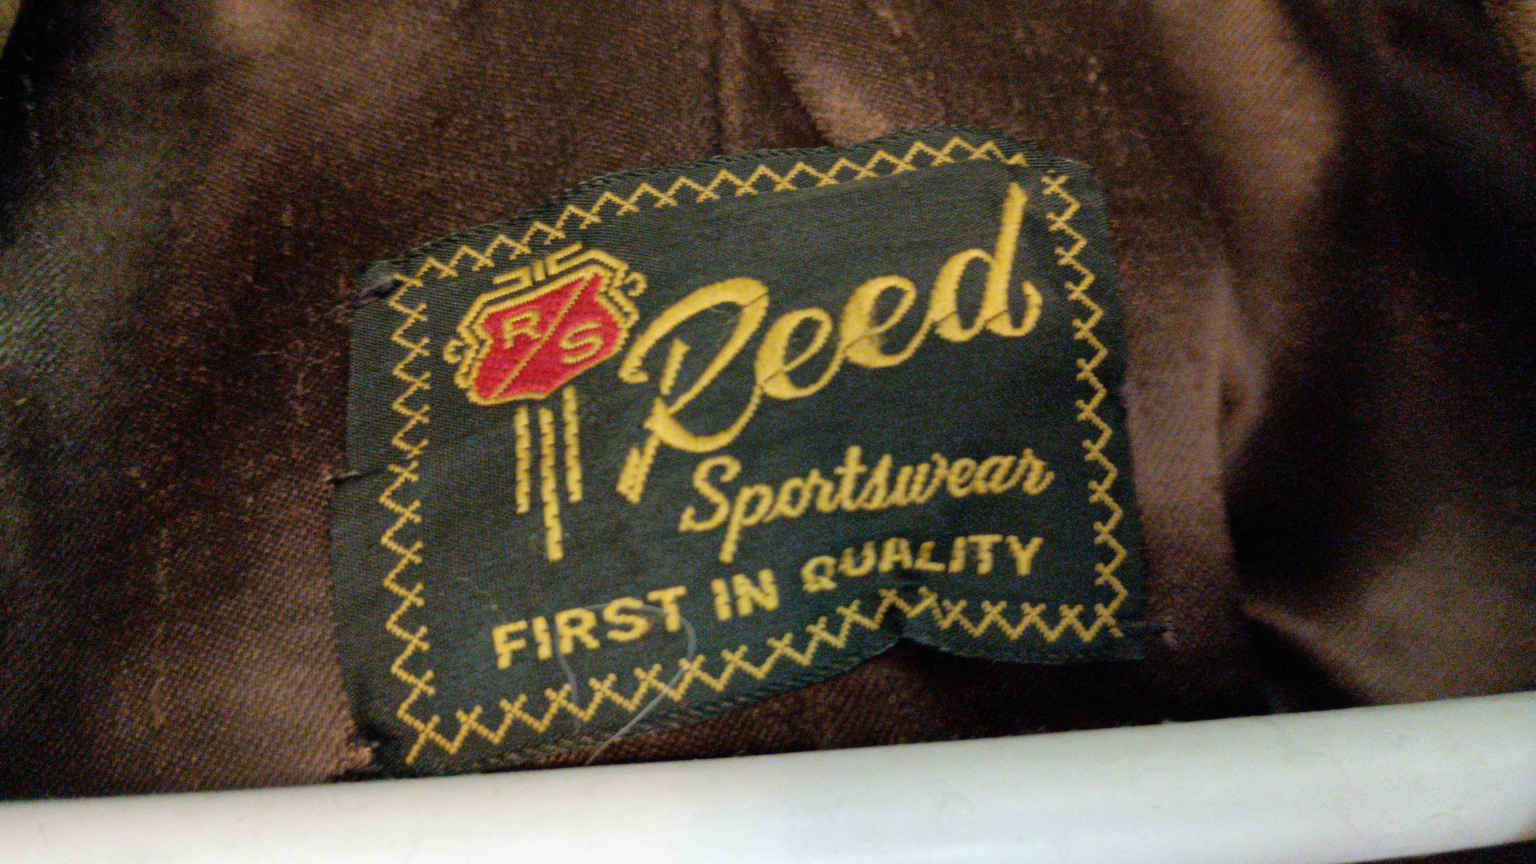 R/S
Reed
Sportswear
FIRST IN QUALITY